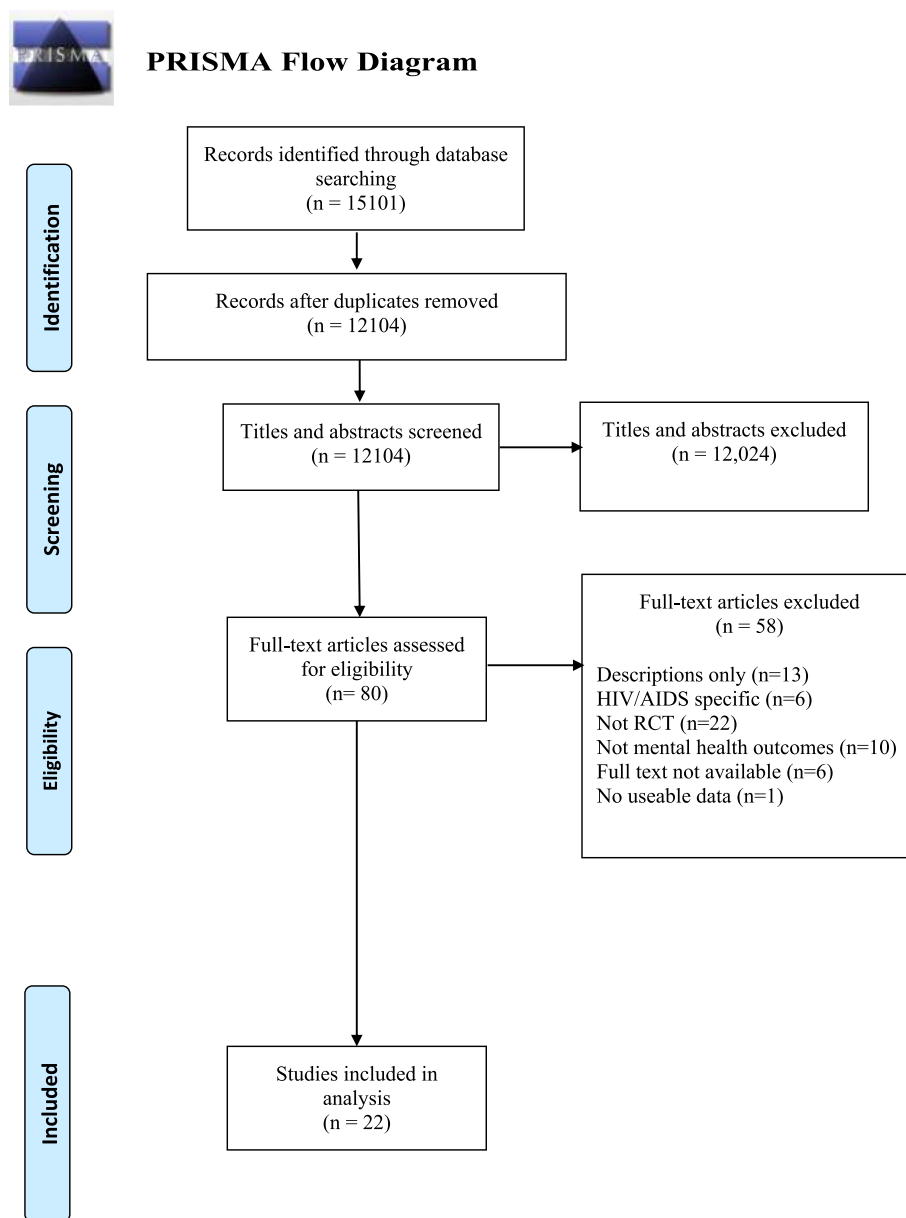 PRISMA
PRISMA Flow Diagram
Identification
Records identified through database
searching
(n = 15101)
Records after duplicates removed
(n = 12104)
Screening
Titles and abstracts screened
(n = 12104)
Titles and abstracts excluded
(n = 12,024)
Eligibility
Full-text articles assessed
for eligibility
(n= 80)
Full-text articles excluded
(n = 58)
Descriptions only (n=13)
HIV/AIDS specific (n=6)
Not RCT (n=22)
Not mental health outcomes (n=10)
Full text not available (n=6)
No useable data (n=1)
Included
Studies included in
analysis
(n = 22)